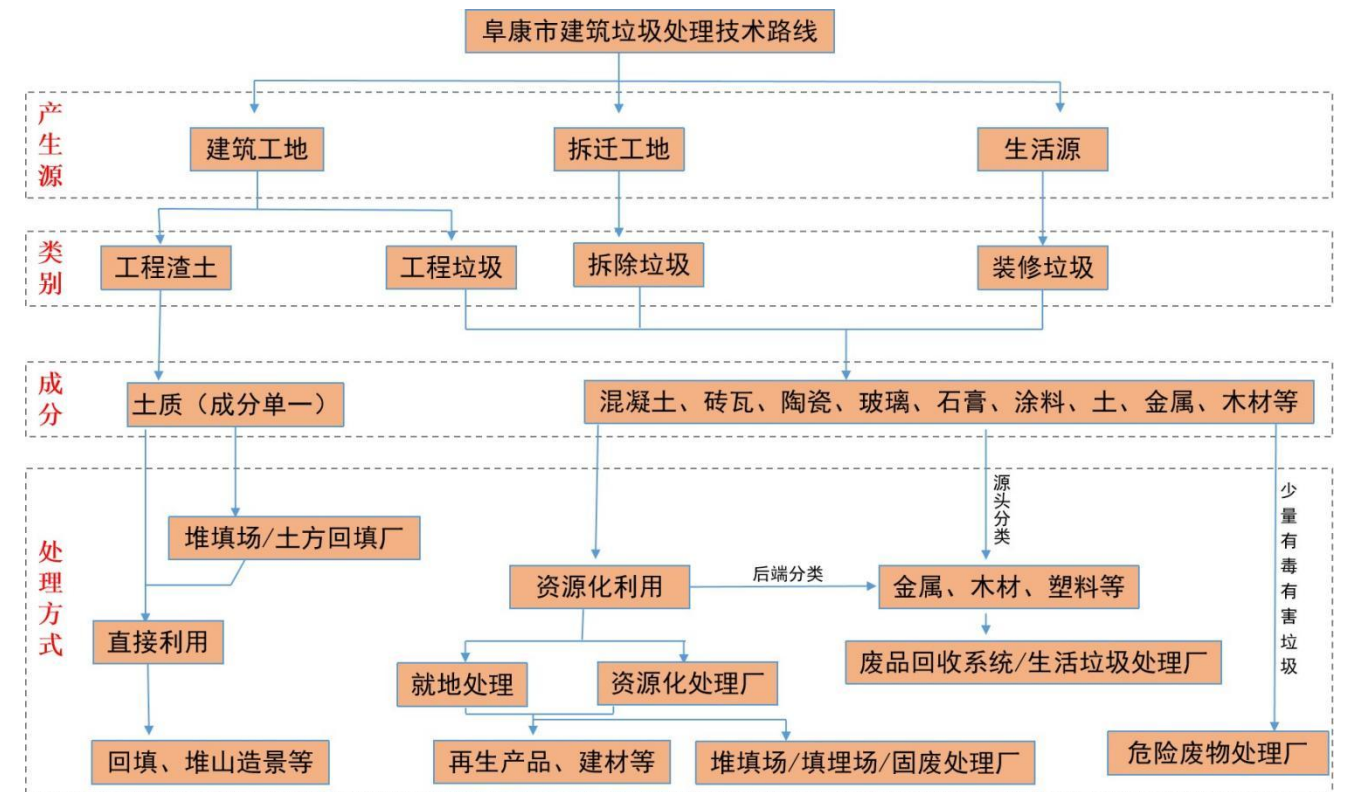 阜康市建筑垃圾处理技术路线
产生源
建筑工地
拆迁工地
生活源
类别
工程渣土
工程垃圾
拆除垃圾
装修垃圾
成分
土质（成分单一）
混凝土、砖瓦、陶瓷、玻璃、石膏、涂料、土、金属、木材等
处理方式
源头分类
少量有毒有害垃圾
堆填场/土方回填厂
资源化利用
后端分类
金属、木材、塑料等
直接利用
就地处理
资源化处理厂
废品回收系统/生活垃圾处理厂
回填、堆山造景等
再生产品、建材等
堆填场/填埋场/固废处理厂
危险废物处理厂